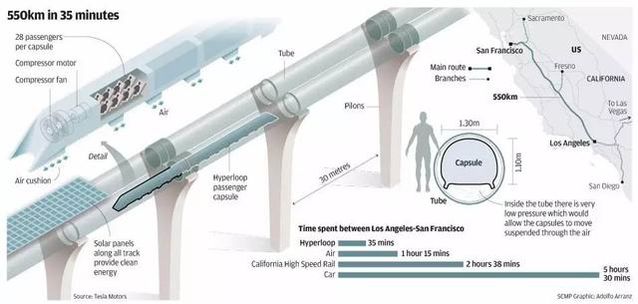 550km in 35 minutes
28 passengers
per capsule
Compressor motor
Compressor fan
Air
Tube
Detail
Air cushion
Solar panels
along all track
provide clean
energy
Hyperloop
passenger
capsule
30 metres
Pilons
1.30m
Capsule
1.10m
Tube
Inside the tube there is very
low pressure which would
allow the capsules to move
suspended through the air
Sacramento
San Francisco
US
NEVADA
Main route
Branches
Fresno
CALIFORNIA
550km
To Las
Vegas
Los Angeles
San Diego
Time spent between Los Angeles-San Francisco
Hyperloop 35 mins
Air 1 hour 15 mins
California High Speed Rail 2 hours 38 mins
Car 5 hours
30 mins
Source: Tesla Motors
SCMP Graphic: Adolfo Arranz